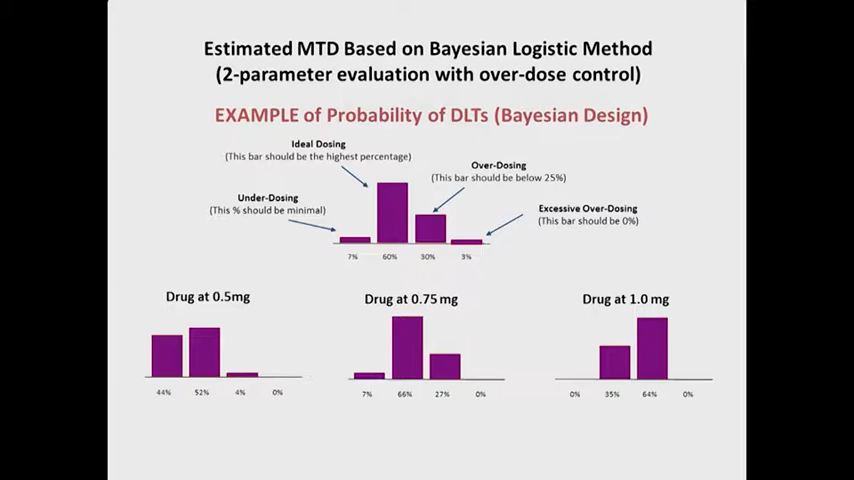 Estimated MTD Based on Bayesian Logistic Method
(2-parameter evaluation with over-dose control)
EXAMPLE of Probability of DLTs (Bayesian Design)
Ideal Dosing
(This bar should be the highest percentage)
Over-Dosing
(This bar should be below 25%)
Under-Dosing
(This % should be minimal)
Excessive Over-Dosing
(This bar should be 0%)
7% 60% 30% 3%
Drug at 0.5mg
44% 52% 4% 0%
Drug at 0.75 mg
7% 66% 27% 0%
Drug at 1.0 mg
0% 35% 64% 0%